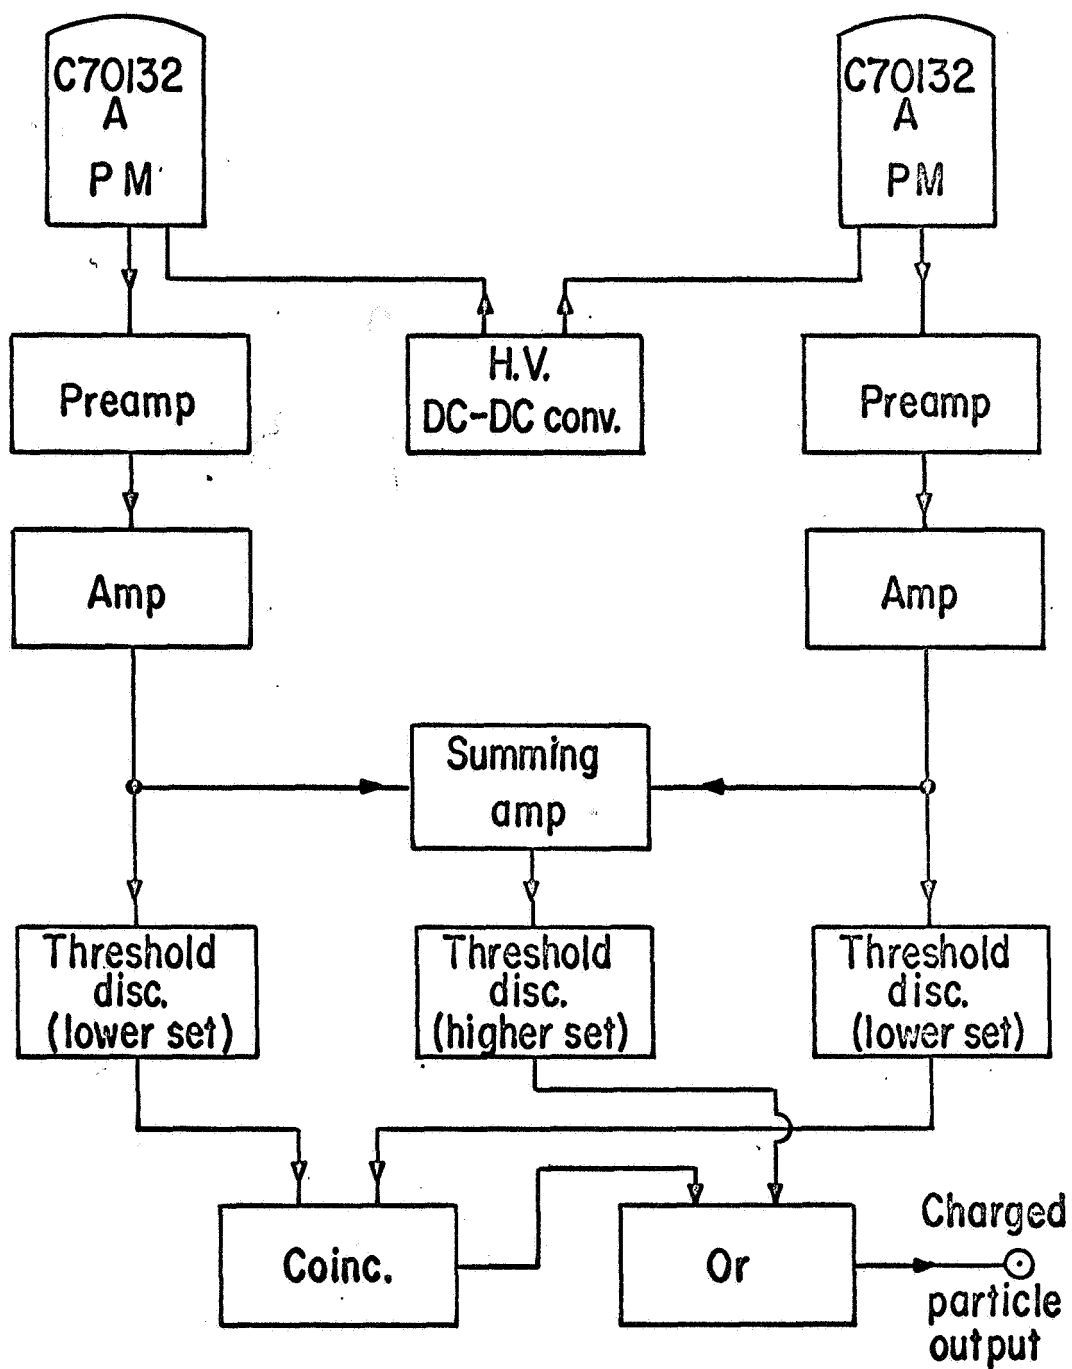 C70132
A
PM
C70132
A
PM
Preamp
H.V.
DC-DC conv.
Preamp
Amp
Amp
Summing
amp
Threshold
disc.
(lower set)
Threshold
disc.
(higher set)
Threshold
disc.
(lower set)
Coinc.
Or
Charged
particle
output